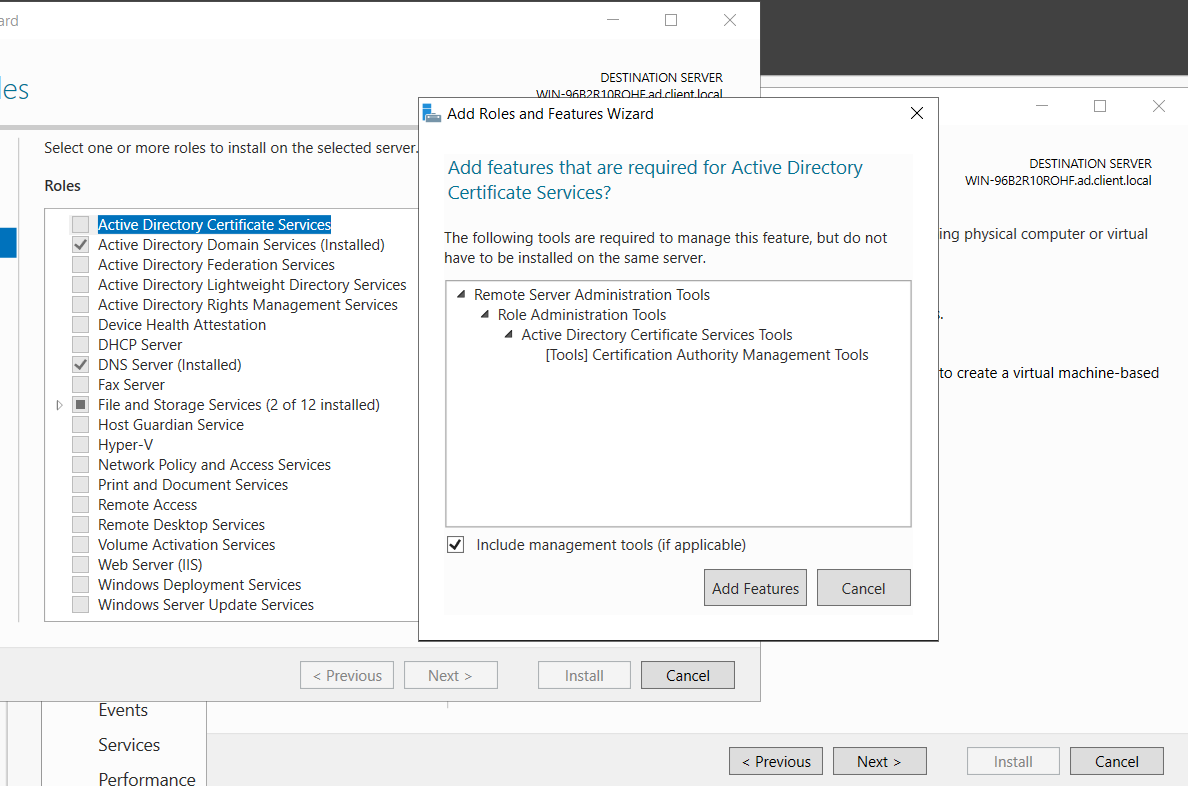 ard
les
DESTINATION SERVER
WIN-96B2R10ROHF.ad.client.local
Select one or more roles to install on the selected server.
Roles
Active Directory Certificate Services
Active Directory Domain Services (Installed)
Active Directory Federation Services
Active Directory Lightweight Directory Services
Active Directory Rights Management Services
Device Health Attestation
DHCP Server
DNS Server (Installed)
Fax Server
File and Storage Services (2 of 12 installed)
Host Guardian Service
Hyper-V
Network Policy and Access Services
Print and Document Services
Remote Access
Remote Desktop Services
Volume Activation Services
Web Server (IIS)
Windows Deployment Services
Windows Server Update Services
< Previous
Next >
Install
Cancel
Add Roles and Features Wizard
Add features that are required for Active Directory
Certificate Services?
The following tools are required to manage this feature, but do not
have to be installed on the same server.
Remote Server Administration Tools
Role Administration Tools
Active Directory Certificate Services Tools
[Tools] Certification Authority Management Tools
Include management tools (if applicable)
Add Features
Cancel
DESTINATION SERVER
WIN-96B2R10ROHF.ad.client.local
ing physical computer or virtual
s.
to create a virtual machine-based
Events
Services
Performance
< Previous
Next >
Install
Cancel